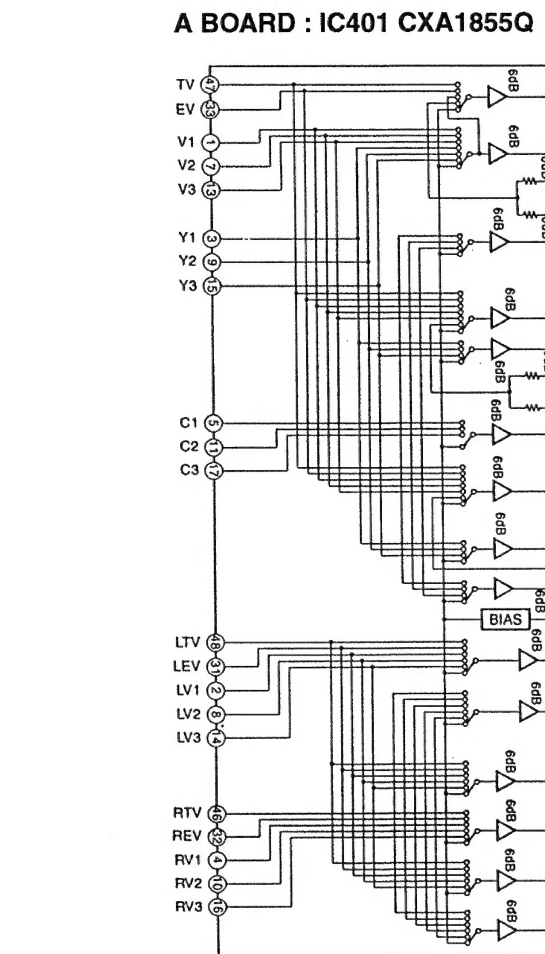 A BOARD : IC401 CXA1855Q
TV 47
6dB
EV 33
V1 1
6dB
V2 7
V3 13
Y1 3
6dB
Y2 9
Y3 15
6dB
6dB
C1 5
6dB
C2 11
C3 17
6dB
6dB
6dB
BIAS
LTV 48
LEV 31
6dB
LV1 2
LV2 8
6dB
LV3 14
6dB
RTV 46
REV 32
6dB
RV1 4
RV2 10
6dB
RV3 16
6dB